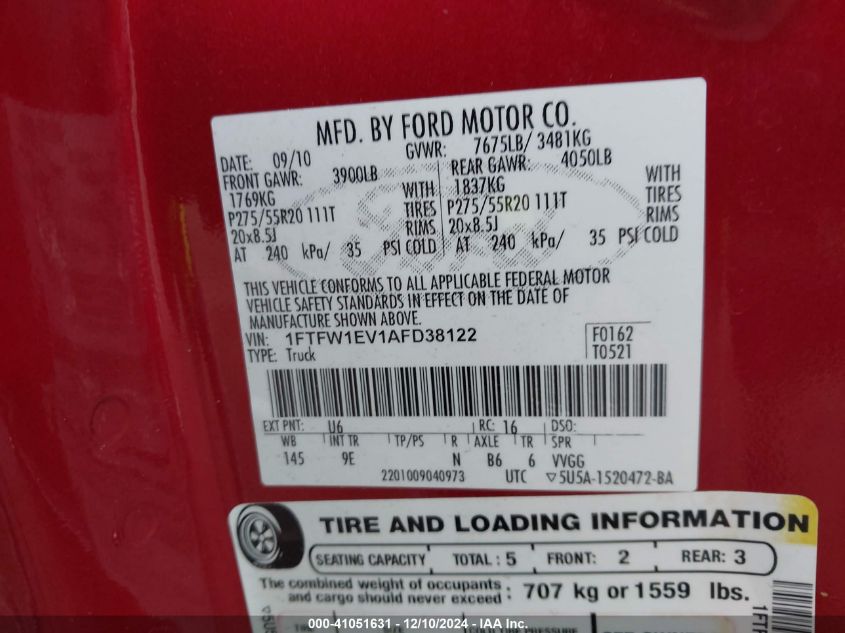 MFD. BY FORD MOTOR CO.
DATE: 09/10 GVWR: 7675LB/ 3481KG
FRONT GAWR: 3900LB REAR GAWR: 4050LB
1769KG WITH 1837KG WITH
P275/55R20 111T TIRES P275/55R20 111T TIRES
20x8.5J RIMS 20x8.5J RIMS
AT 240 kPa/ 35 PSI COLD AT 240 kPa/ 35 PSI COLD
THIS VEHICLE CONFORMS TO ALL APPLICABLE FEDERAL MOTOR
VEHICLE SAFETY STANDARDS IN EFFECT ON THE DATE OF
MANUFACTURE SHOWN ABOVE.
VIN: 1FTFW1EV1AFD38122 F0162
TYPE: Truck T0521
EXT PNT: U6 RC: 16 DSO:
WB INT TR TP/PS R AXLE TR SPR
145 9E N B6 6 VVGG
2201009040973 UTC ▽5U5A-1520472-BA
TIRE AND LOADING INFORMATION
SEATING CAPACITY TOTAL : 5 FRONT: 2 REAR: 3
The combined weight of occupants and cargo should never exceed : 707 kg or 1559 lbs.
000-41051631 - 12/10/2024 - IAA, Inc.